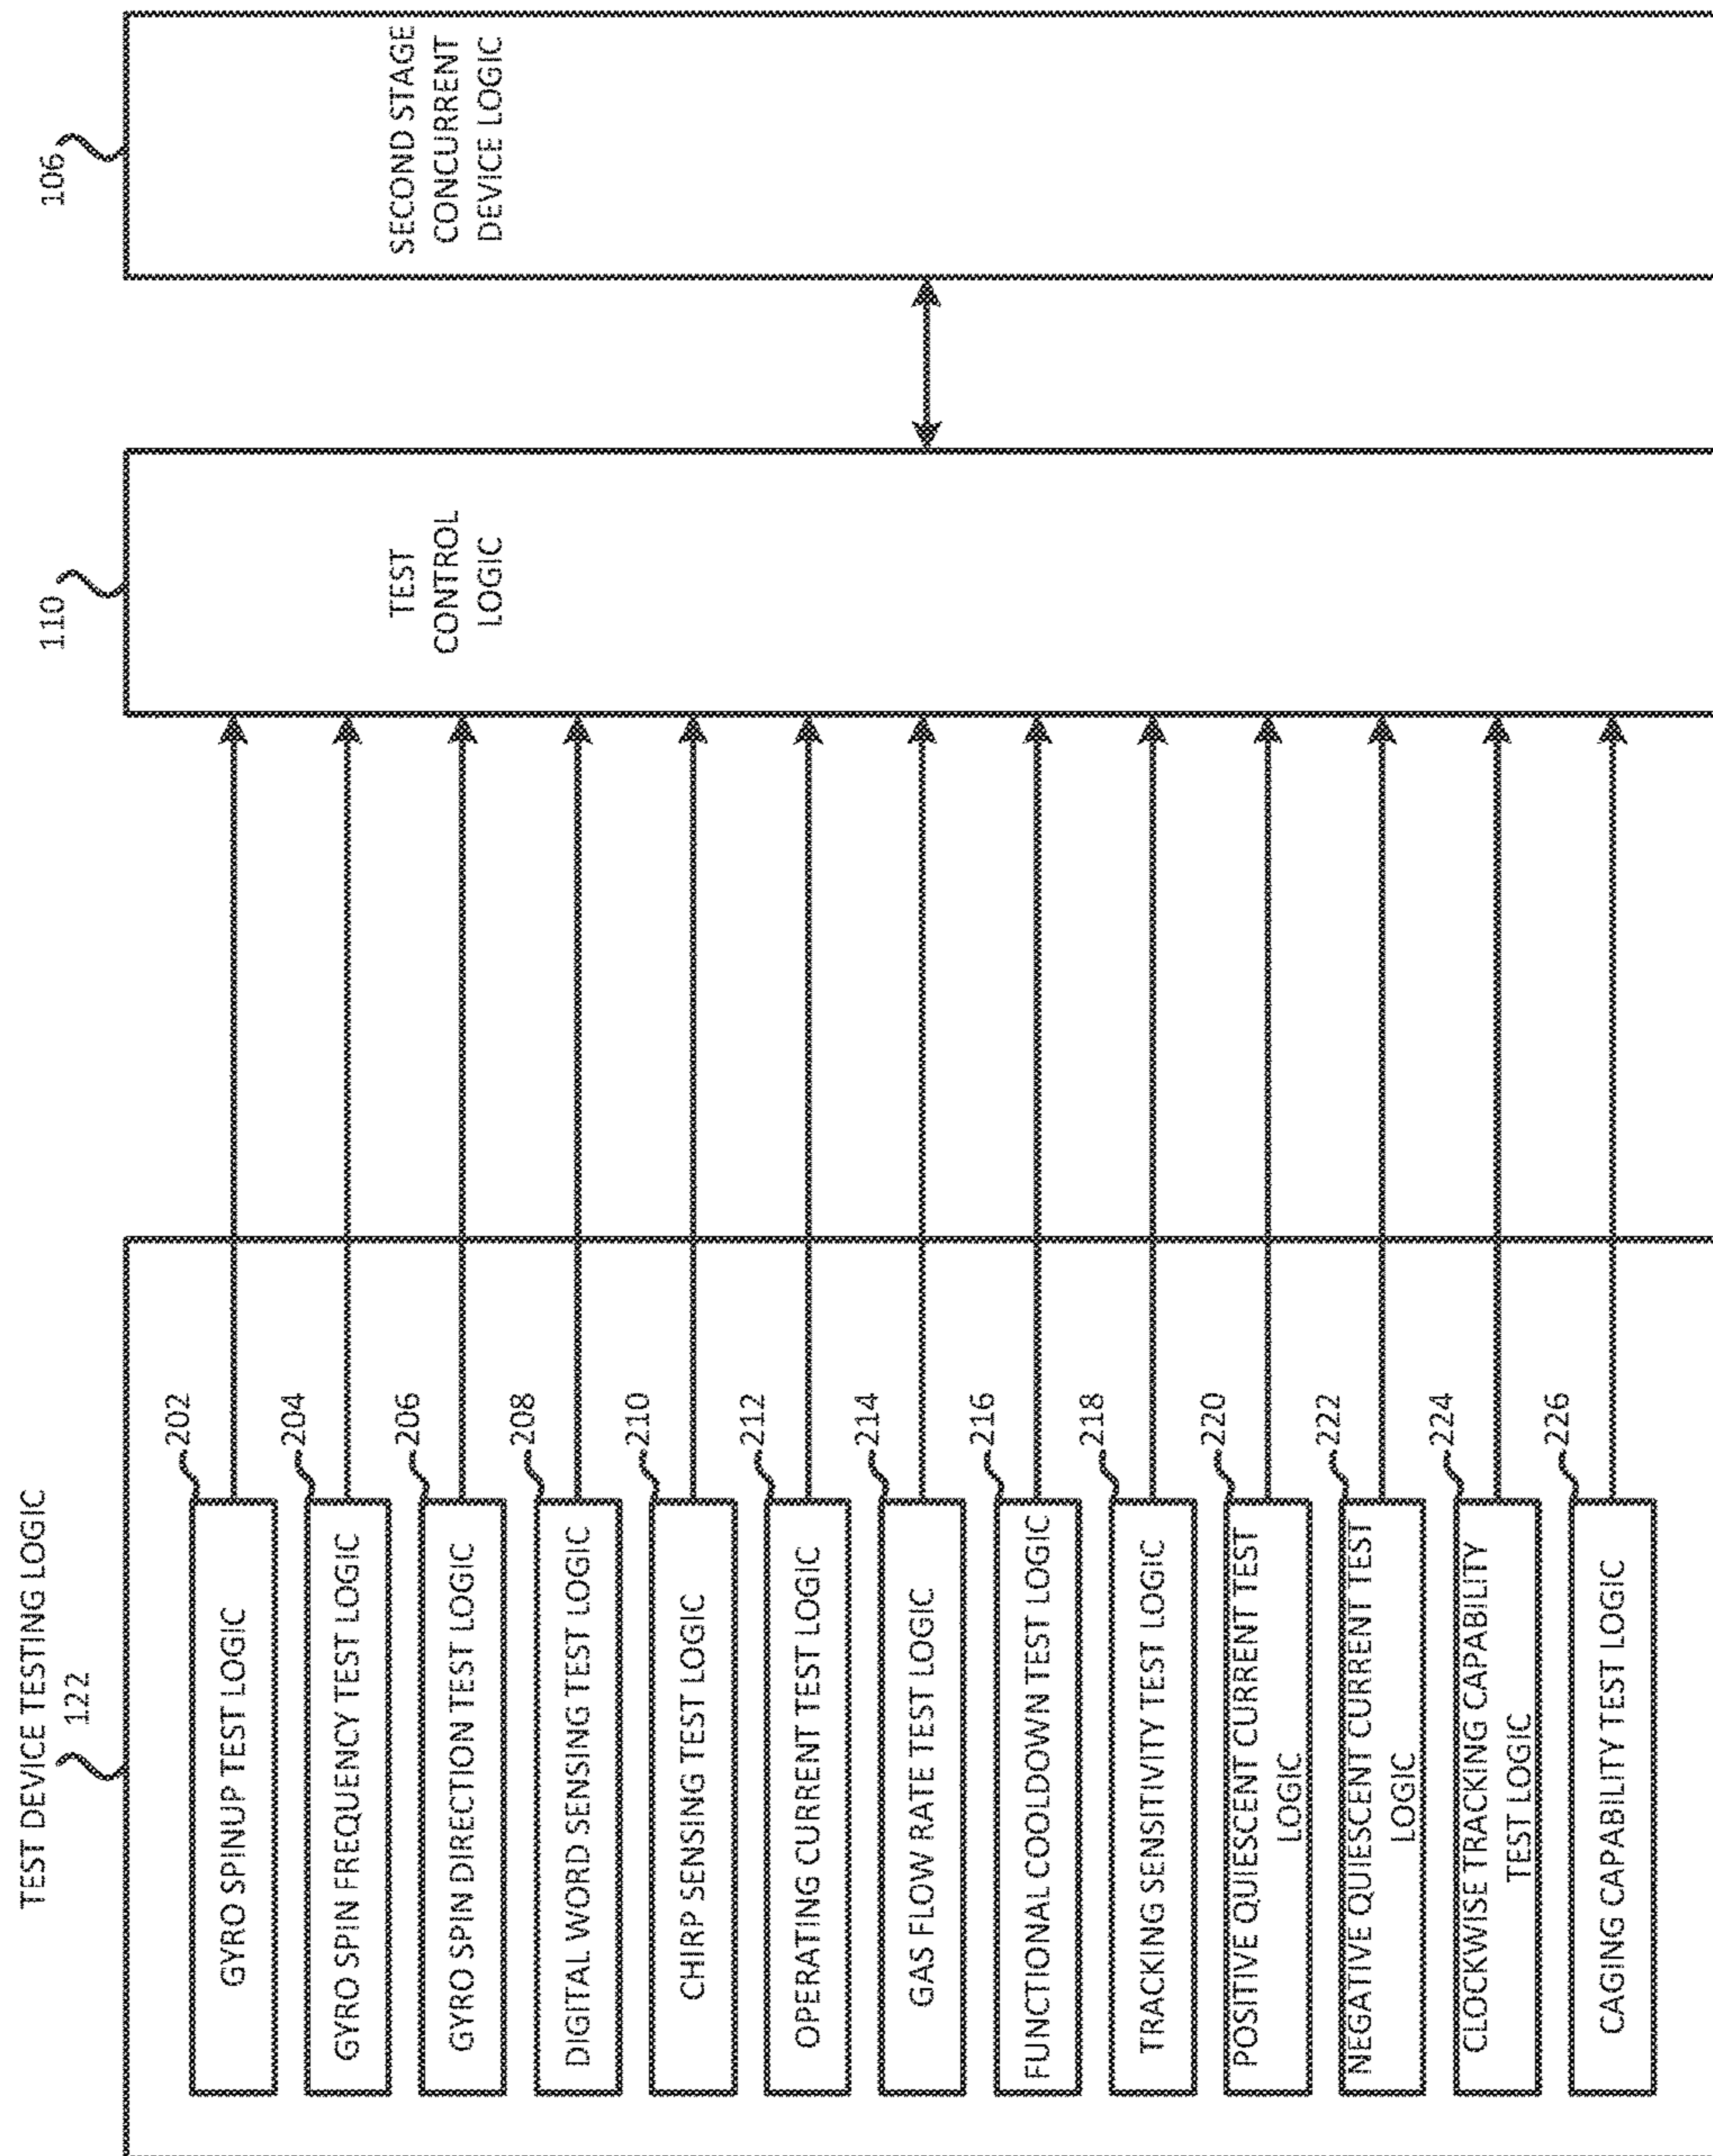 TEST DEVICE TESTING LOGIC
122
110
106
GYRO SPINUP TEST LOGIC
202
GYRO SPIN FREQUENCY TEST LOGIC
204
GYRO SPIN DIRECTION TEST LOGIC
206
DIGITAL WORD SENSING TEST LOGIC
208
CHIRP SENSING TEST LOGIC
210
OPERATING CURRENT TEST LOGIC
212
GAS FLOW RATE TEST LOGIC
214
FUNCTIONAL COOLDOWN TEST LOGIC
216
TRACKING SENSITIVITY TEST LOGIC
218
POSITIVE QUIESCENT CURRENT TEST
LOGIC
220
NEGATIVE QUIESCENT CURRENT TEST
LOGIC
222
CLOCKWISE TRACKING CAPABILITY
TEST LOGIC
224
CAGING CAPABILITY TEST LOGIC
226
TEST
CONTROL
LOGIC
SECOND STAGE
CONCURRENT
DEVICE LOGIC